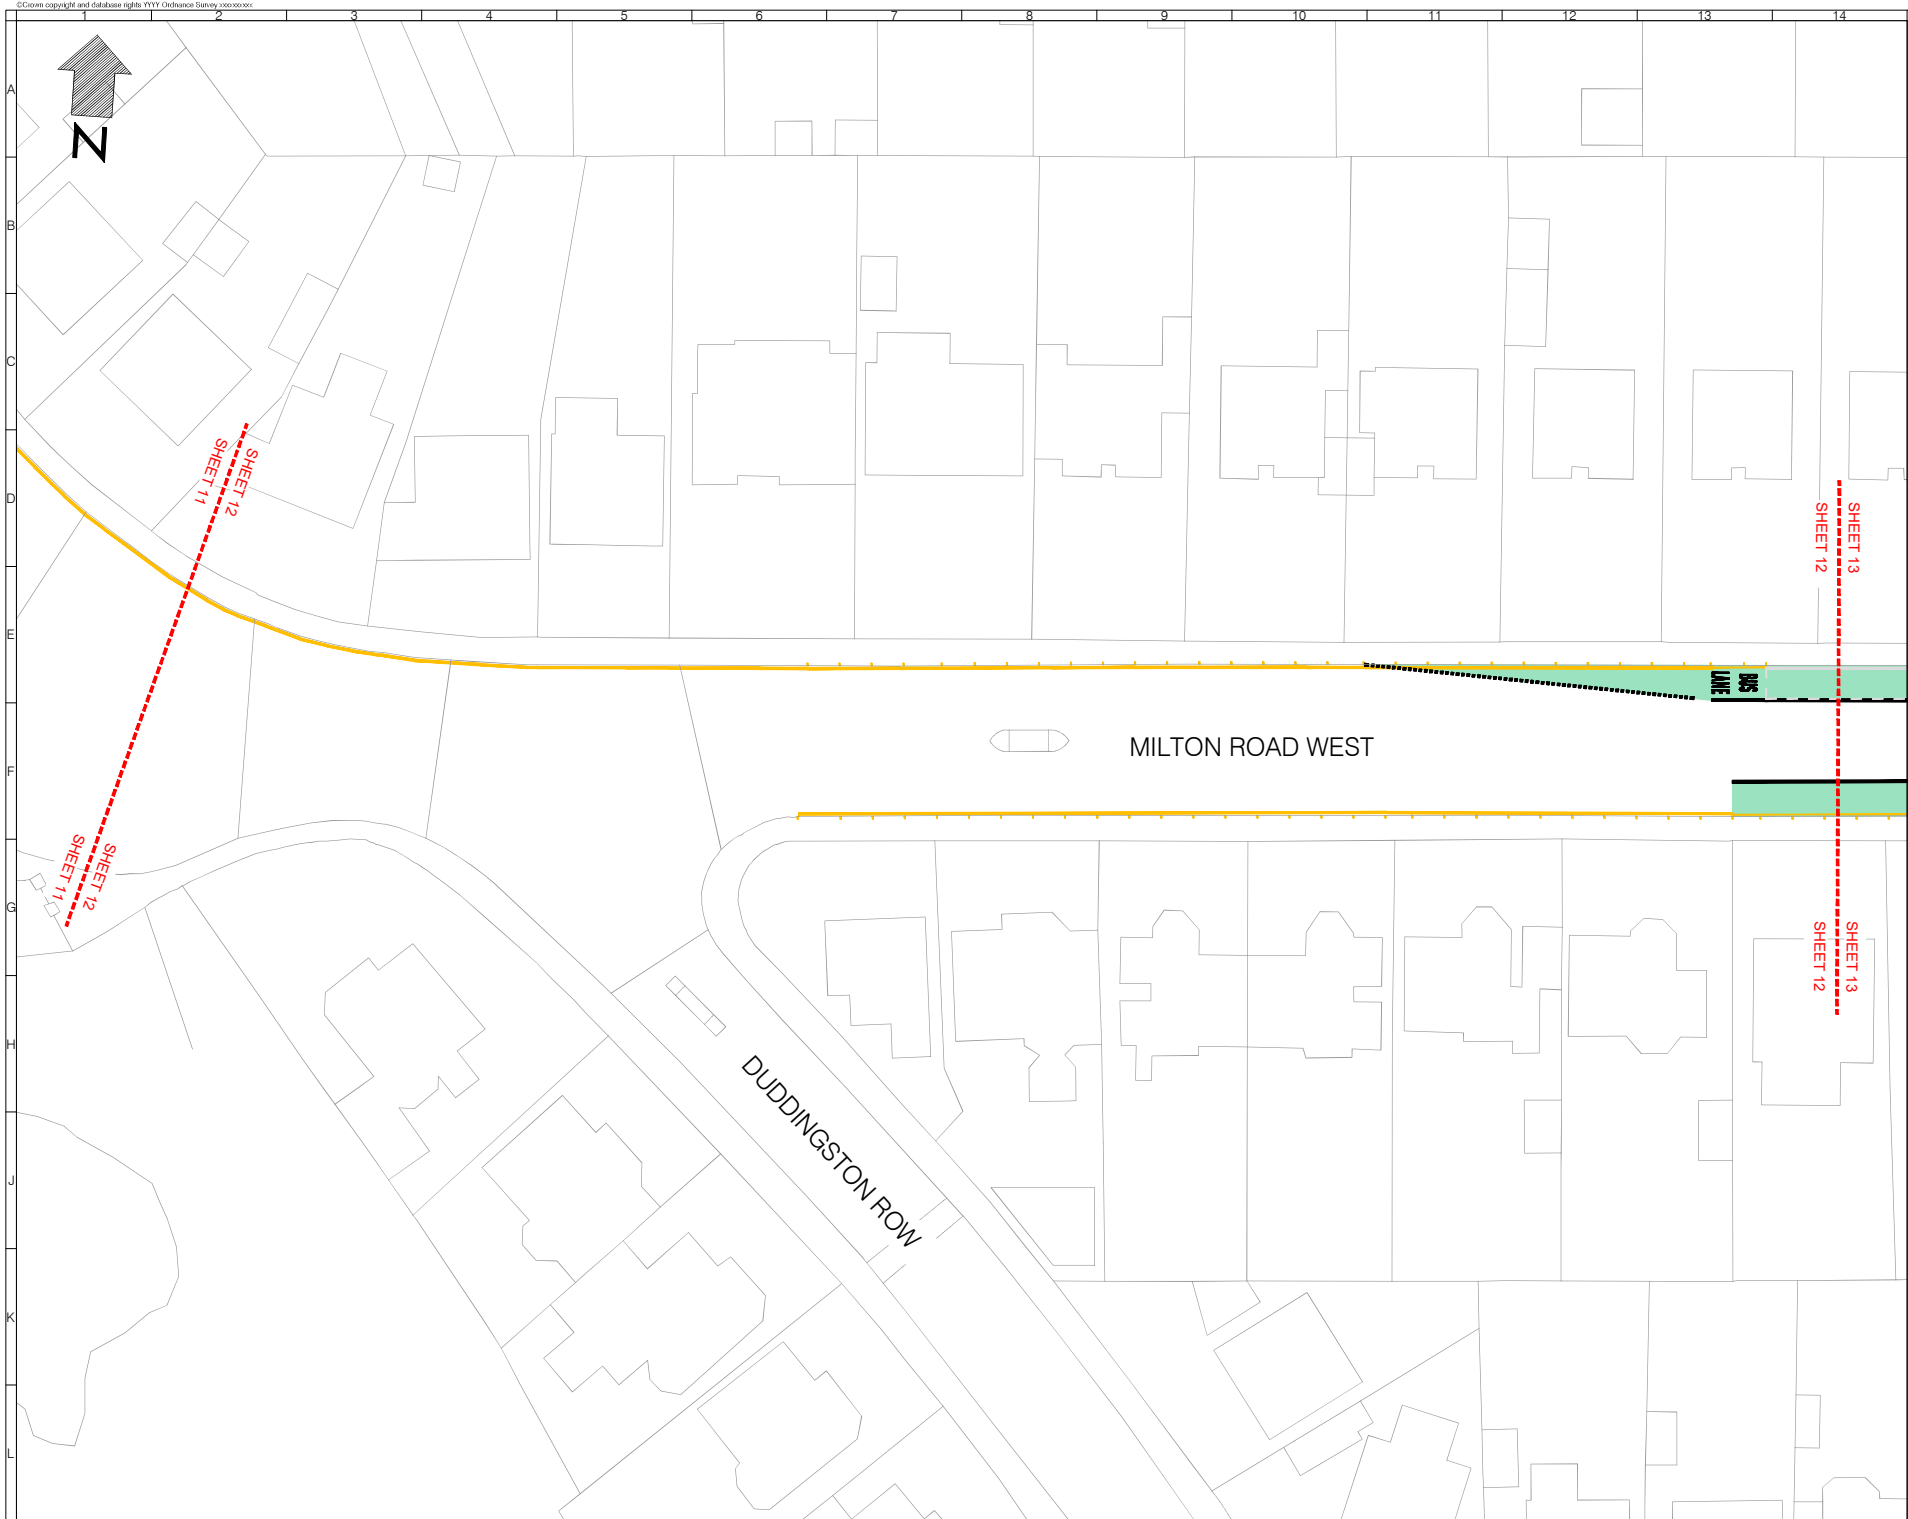 ©Crown copyright and database rights YYYY Ordnance Survey xxxxxxxxx
1 2 3 4 5 6 7 8 9 10 11 12 13 14
A
N
B
C
D
SHEET 11
SHEET 12
SHEET 12
SHEET 13
E
BUS
LANE
F
MILTON ROAD WEST
G
SHEET 11
SHEET 12
SHEET 12
SHEET 13
H
DUDDINGSTON ROW
J
K
L